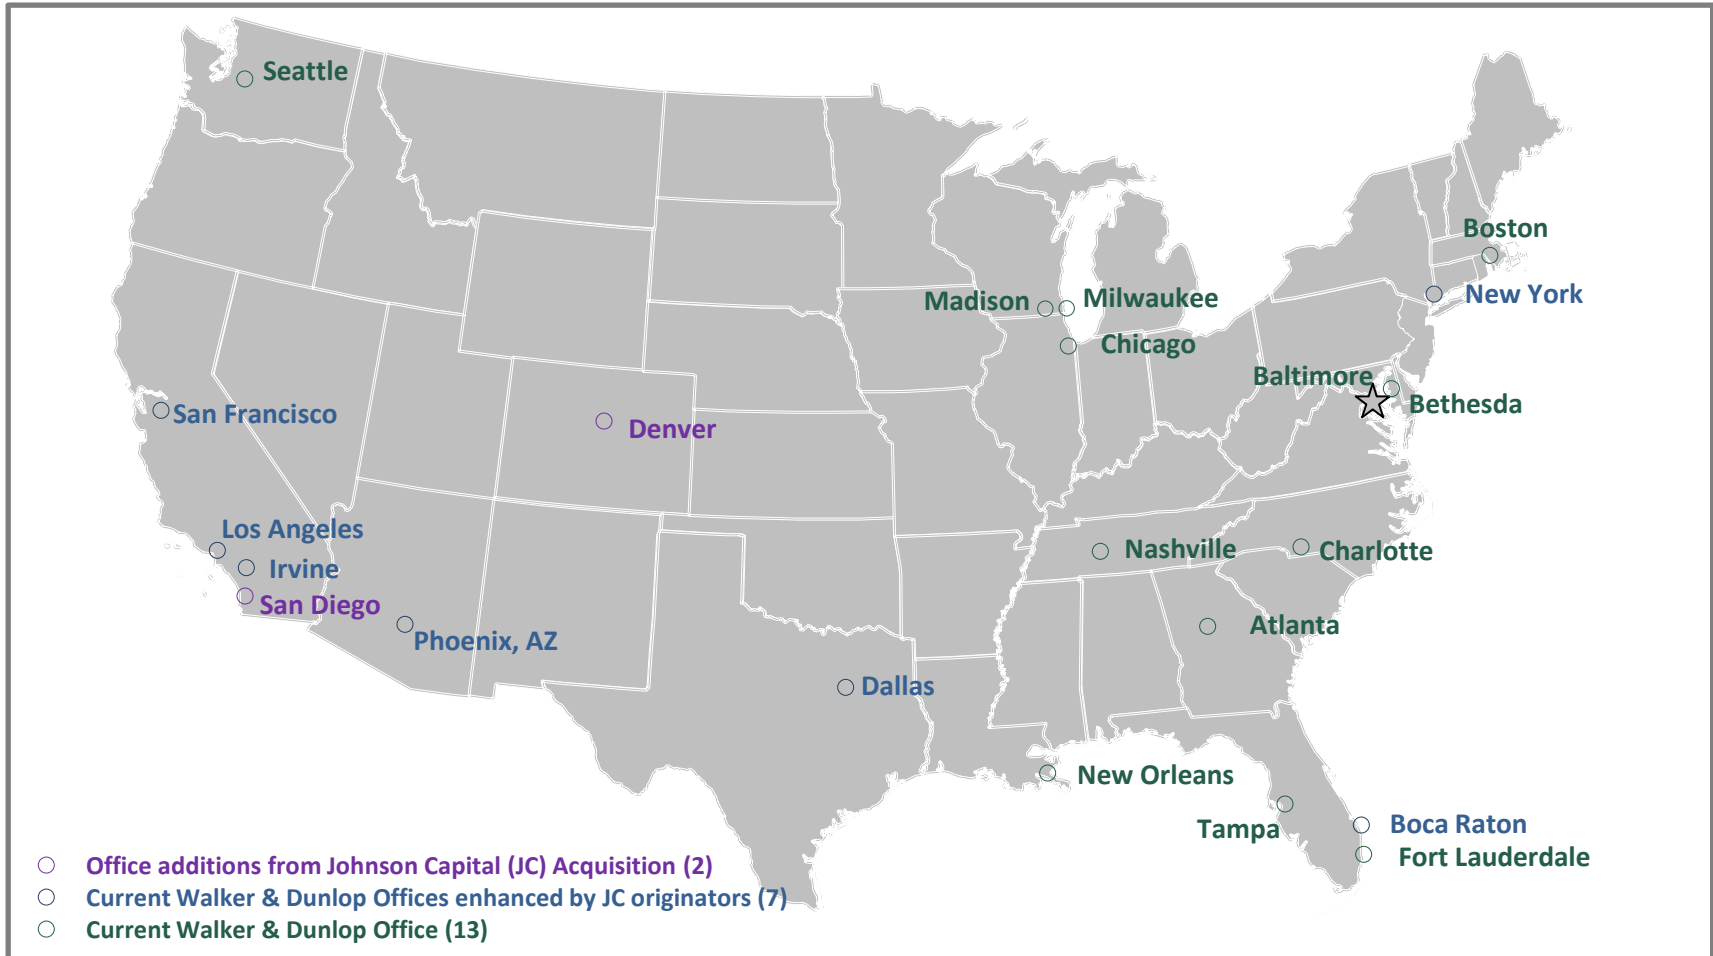 Seattle
Boston
New York
Madison
Milwaukee
Chicago
Baltimore
Bethesda
San Francisco
Denver
Los Angeles
Irvine
San Diego
Phoenix, AZ
Nashville
Charlotte
Atlanta
Dallas
New Orleans
Tampa
Boca Raton
Fort Lauderdale
Office additions from Johnson Capital (JC) Acquisition (2)
Current Walker & Dunlop Offices enhanced by JC originators (7)
Current Walker & Dunlop Office (13)